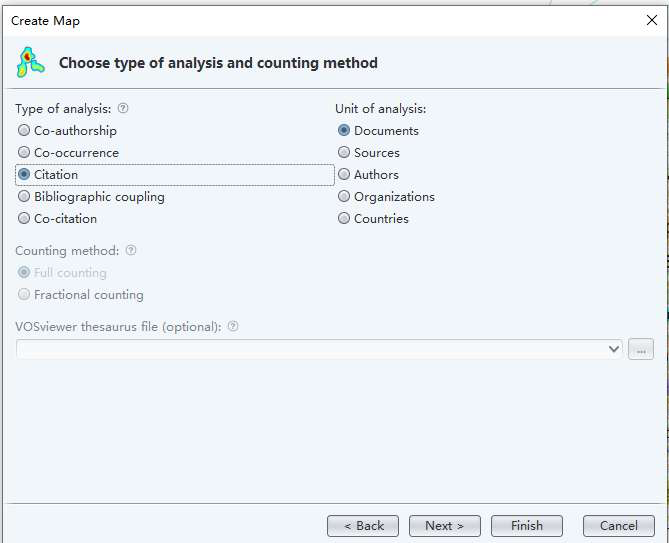 Create Map
Choose type of analysis and counting method
Type of analysis:
Unit of analysis:
Co-authorship
Documents
Co-occurrence
Sources
Citation
Authors
Bibliographic coupling
Organizations
Co-citation
Countries
Counting method:
Full counting
Fractional counting
VOSviewer thesaurus file (optional):
...
< Back
Next >
Finish
Cancel